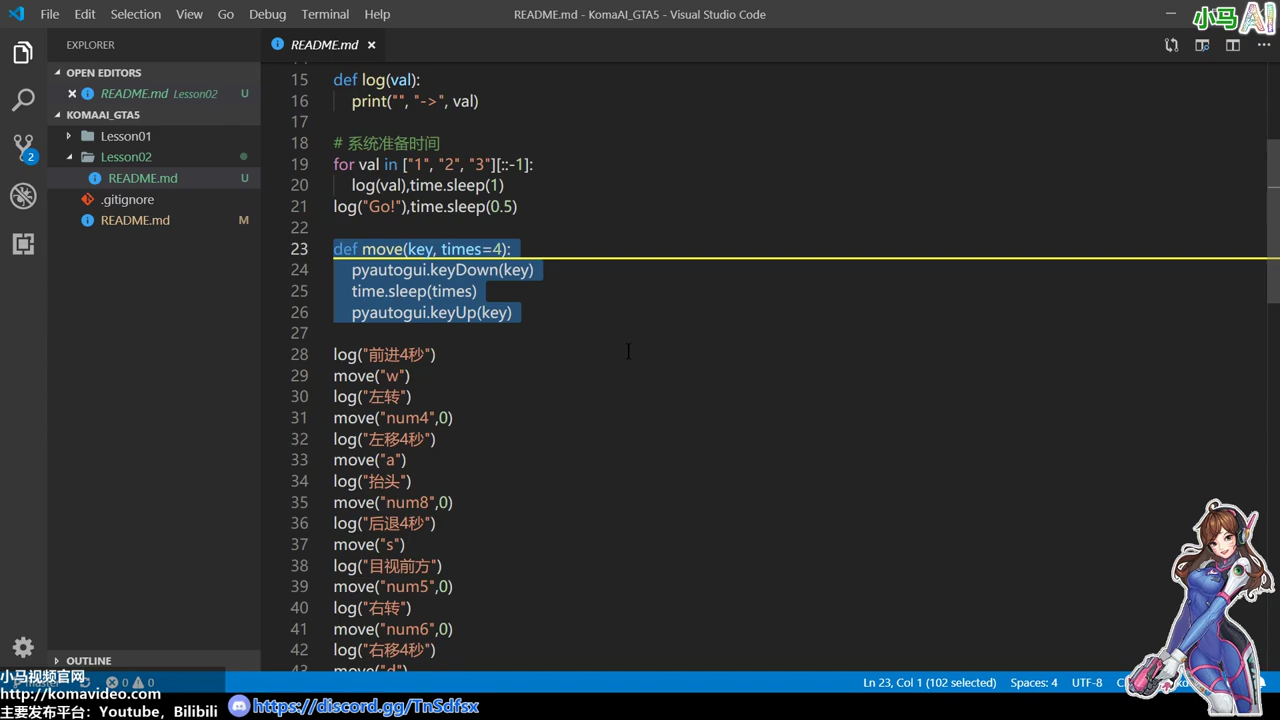 File Edit Selection View Go Debug Terminal Help
README.md - KomaAI_GTA5 - Visual Studio Code
小马AI
EXPLORER
OPEN EDITORS
README.md Lesson02 U
KOMAAI_GTA5
Lesson01
Lesson02
README.md U
.gitignore
README.md M
2
OUTLINE
README.md
15 def log(val):
16 print("", "->", val)
17
18 # 系统准备时间
19 for val in ["1", "2", "3"][::-1]:
20 log(val),time.sleep(1)
21 log("Go!"),time.sleep(0.5)
22
23 def move(key, times=4):
24 pyautogui.keyDown(key)
25 time.sleep(times)
26 pyautogui.keyUp(key)
27
28 log("前进4秒")
29 move("w")
30 log("左转")
31 move("num4",0)
32 log("左移4秒")
33 move("a")
34 log("抬头")
35 move("num8",0)
36 log("后退4秒")
37 move("s")
38 log("目视前方")
39 move("num5",0)
40 log("右转")
41 move("num6",0)
42 log("右移4秒")
43 move("d")
0 0
Ln 23, Col 1 (102 selected) Spaces: 4 UTF-8
小马视频官网
http://komavideo.com
主要发布平台：Youtube，Bilibili
https://discord.gg/TnSdfsx